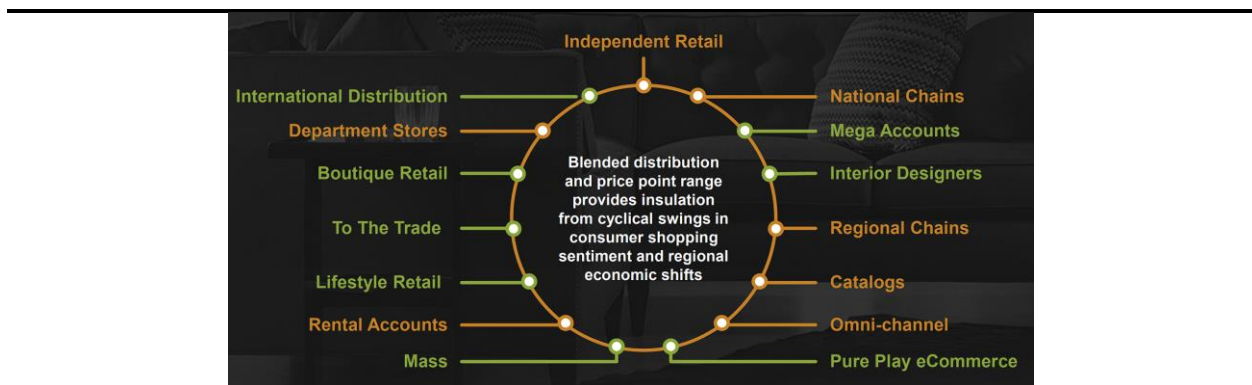 Independent Retail
International Distribution
National Chains
Department Stores
Mega Accounts
Boutique Retail
Interior Designers
To The Trade
Regional Chains
Lifestyle Retail
Catalogs
Rental Accounts
Omni-channel
Mass
Pure Play eCommerce
Blended distribution
and price point range
provides insulation
from cyclical swings in
consumer shopping
sentiment and regional
economic shifts